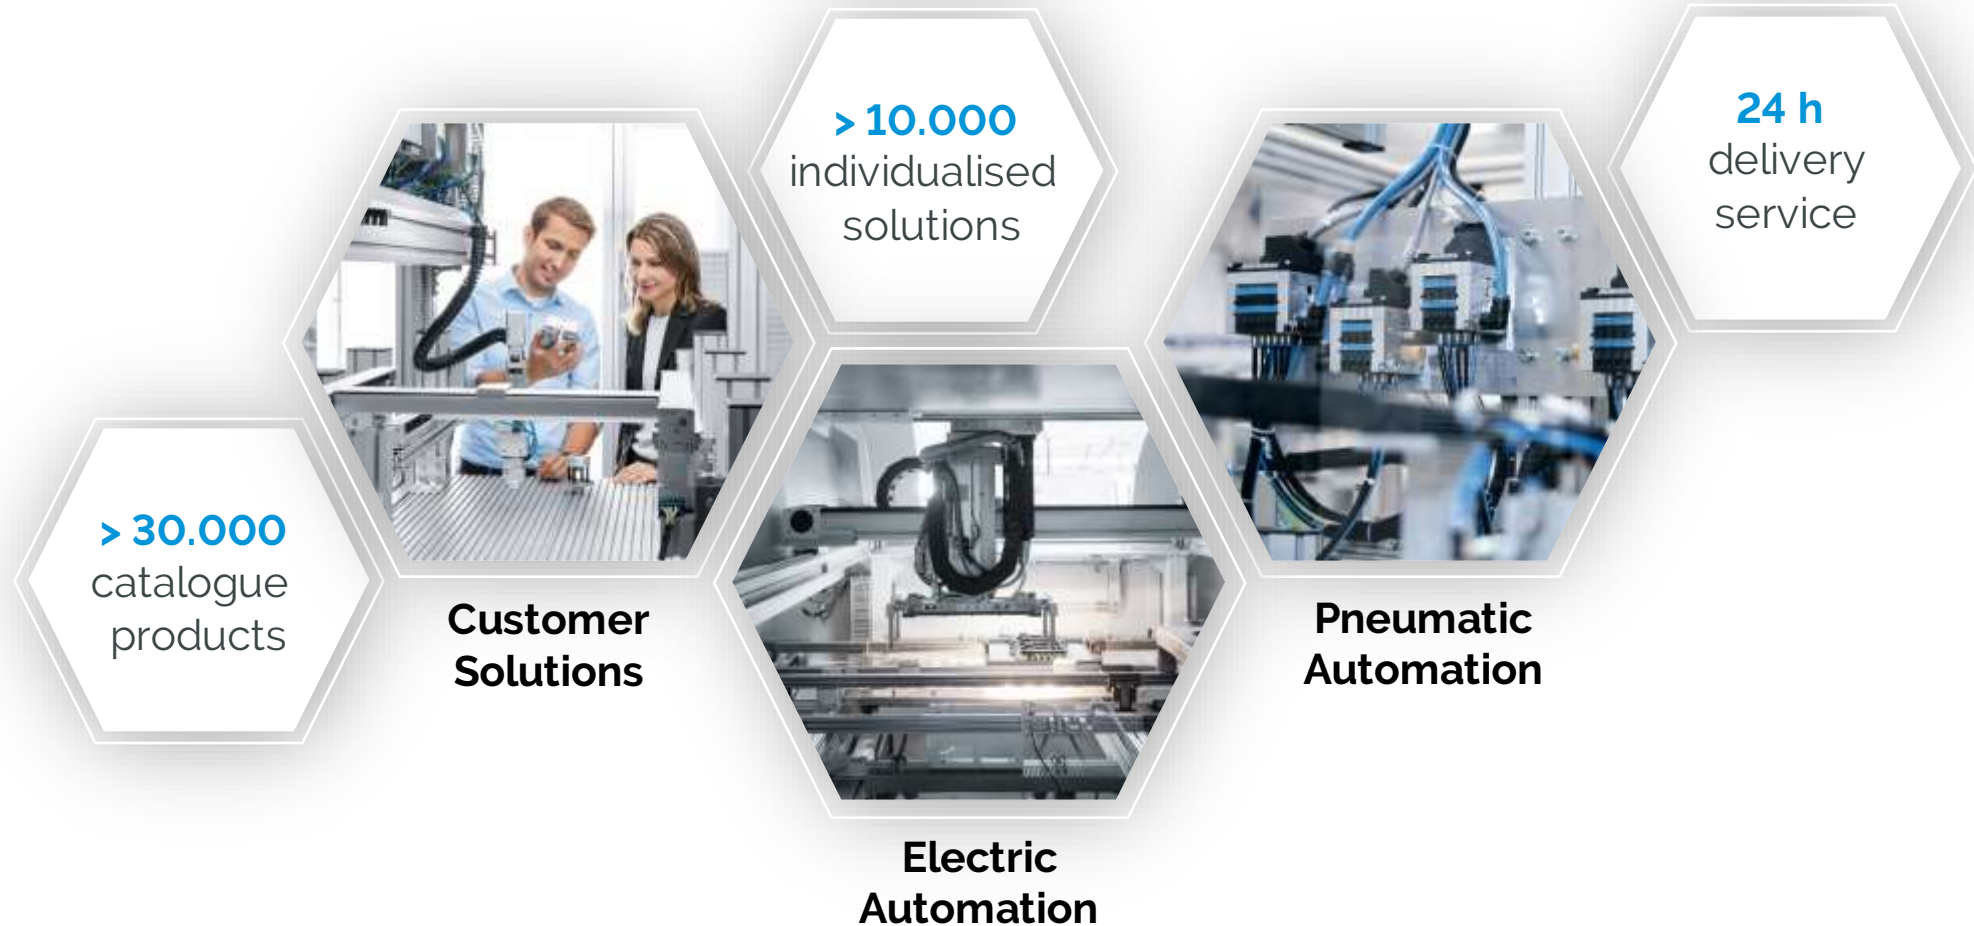 > 10.000
individualised
solutions
24 h
delivery
service
> 30.000
catalogue
products
Customer
Solutions
Pneumatic
Automation
Electric
Automation